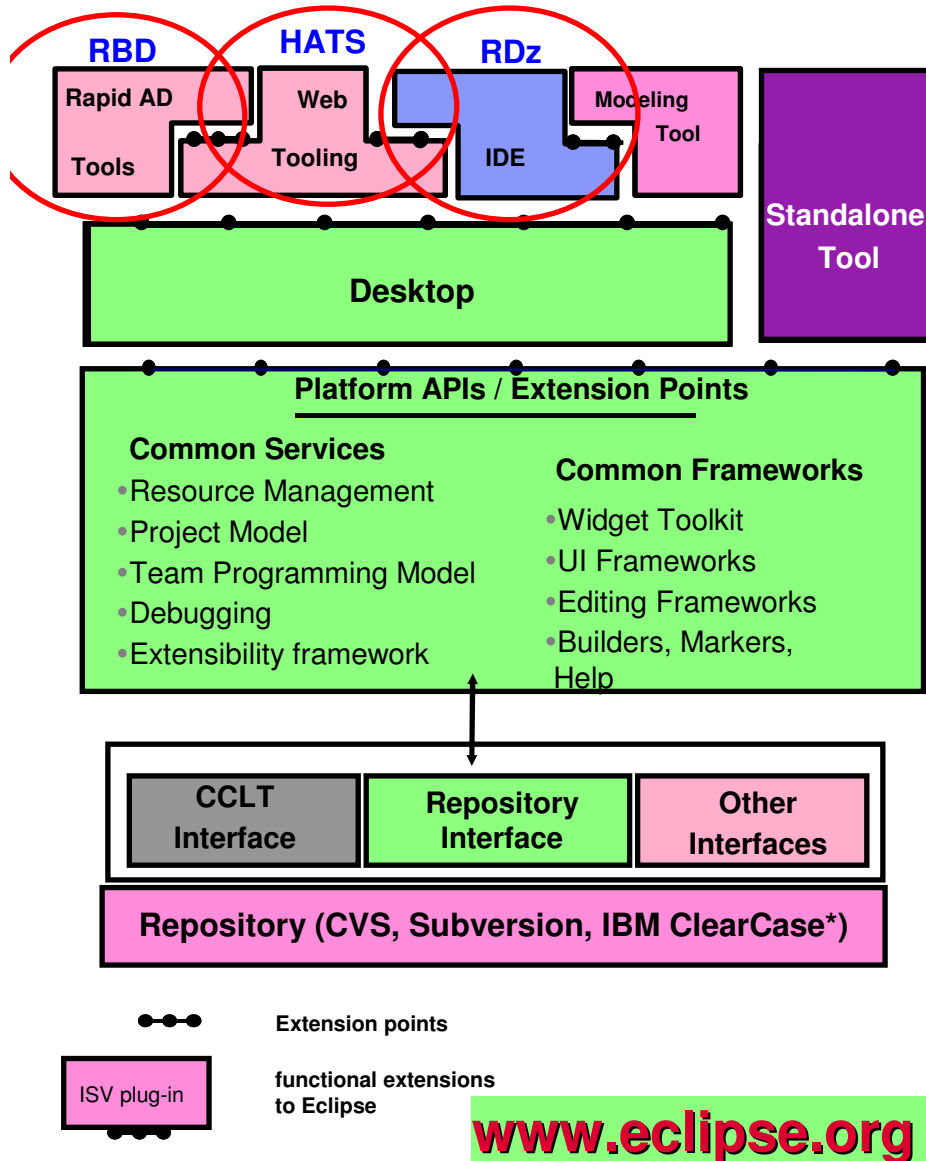 RBD
HATS
RDz
Rapid AD
Tools
Web
Tooling
IDE
Modeling
Tool
Standalone
Tool
Desktop
Platform APIs / Extension Points
Common Services
•Resource Management
•Project Model
•Team Programming Model
•Debugging
•Extensibility framework
Common Frameworks
•Widget Toolkit
•UI Frameworks
•Editing Frameworks
•Builders, Markers,
Help
CCLT
Interface
Repository
Interface
Other
Interfaces
Repository (CVS, Subversion, IBM ClearCase*)
Extension points
ISV plug-in
functional extensions
to Eclipse
www.eclipse.org